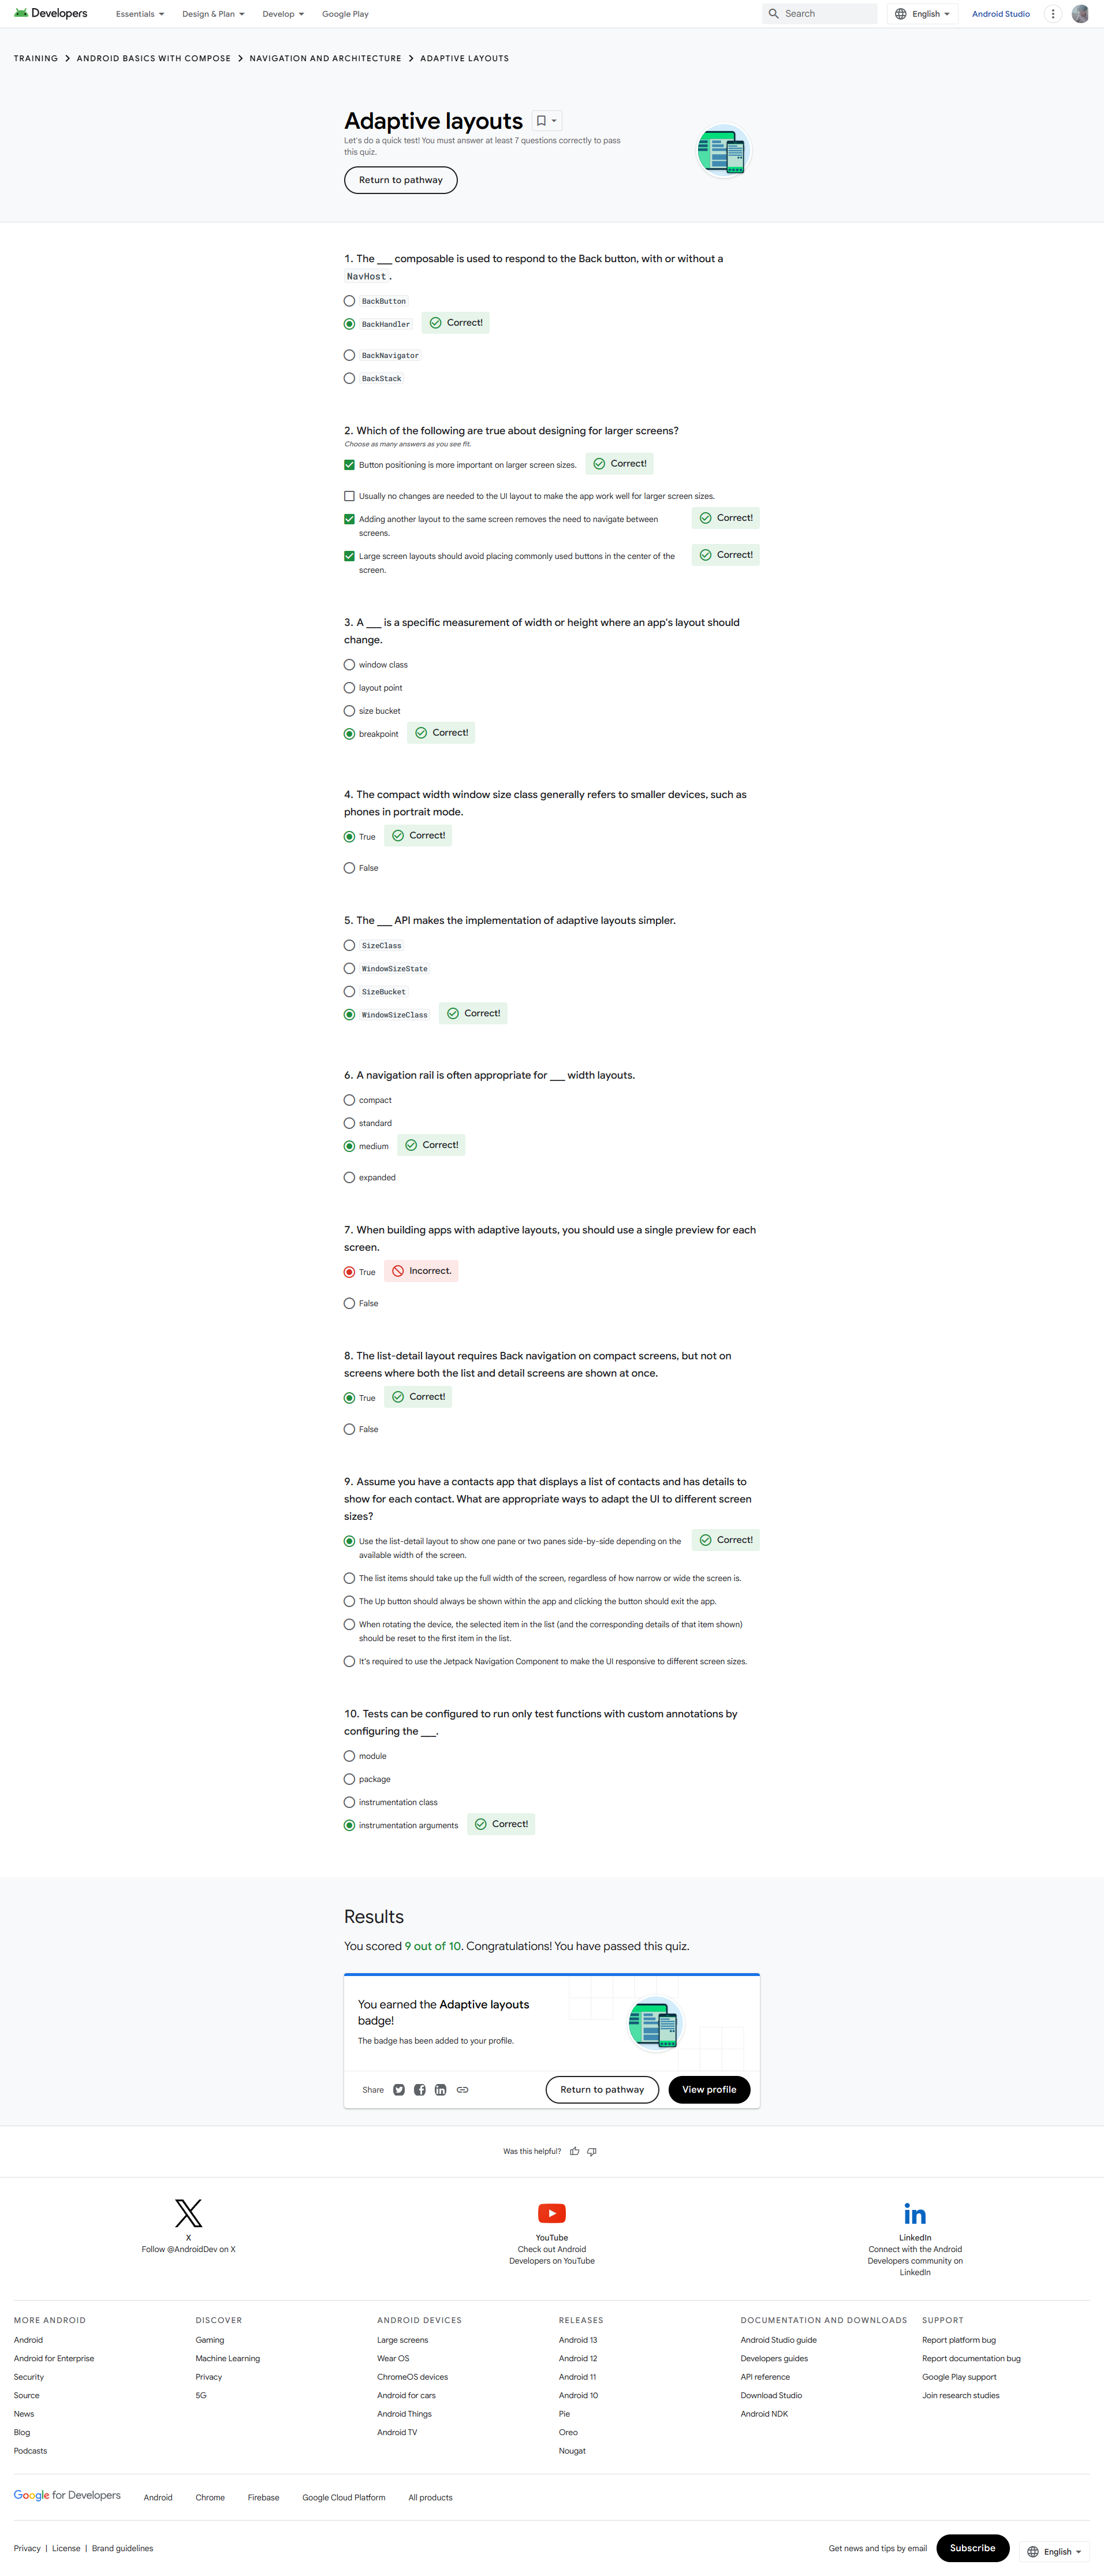 Developers Essentials Design & Plan Develop Google Play Search English Android Studio
TRAINING ANDROID BASICS WITH COMPOSE NAVIGATION AND ARCHITECTURE ADAPTIVE LAYOUTS
Adaptive layouts
Let's do a quick test! You must answer at least 7 questions correctly to pass
this quiz.
Return to pathway
1. The ___ composable is used to respond to the Back button, with or without a
NavHost.
BackButton
BackHandler Correct!
BackNavigator
BackStack
2. Which of the following are true about designing for larger screens?
Choose as many answers as you see fit.
Button positioning is more important on larger screen sizes. Correct!
Usually no changes are needed to the UI layout to make the app work well for larger screen sizes.
Adding another layout to the same screen removes the need to navigate between Correct!
screens.
Large screen layouts should avoid placing commonly used buttons in the center of the Correct!
screen.
3. A ___ is a specific measurement of width or height where an app's layout should
change.
window class
layout point
size bucket
breakpoint Correct!
4. The compact width window size class generally refers to smaller devices, such as
phones in portrait mode.
True Correct!
False
5. The ___ API makes the implementation of adaptive layouts simpler.
SizeClass
WindowSizeState
SizeBucket
WindowSizeClass Correct!
6. A navigation rail is often appropriate for ___ width layouts.
compact
standard
medium Correct!
expanded
7. When building apps with adaptive layouts, you should use a single preview for each
screen.
True Incorrect.
False
8. The list-detail layout requires Back navigation on compact screens, but not on
screens where both the list and detail screens are shown at once.
True Correct!
False
9. Assume you have a contacts app that displays a list of contacts and has details to
show for each contact. What are appropriate ways to adapt the UI to different screen
sizes?
Use the list-detail layout to show one pane or two panes side-by-side depending on the Correct!
available width of the screen.
The list items should take up the full width of the screen, regardless of how narrow or wide the screen is.
The Up button should always be shown within the app and clicking the button should exit the app.
When rotating the device, the selected item in the list (and the corresponding details of that item shown)
should be reset to the first item in the list.
It's required to use the Jetpack Navigation Component to make the UI responsive to different screen sizes.
10. Tests can be configured to run only test functions with custom annotations by
configuring the ___.
module
package
instrumentation class
instrumentation arguments Correct!
Results
You scored 9 out of 10. Congratulations! You have passed this quiz.
You earned the Adaptive layouts
badge!
The badge has been added to your profile.
Share Return to pathway View profile
Was this helpful?
X
Follow @AndroidDev on X
YouTube
Check out Android
Developers on YouTube
LinkedIn
Connect with the Android
Developers community on
LinkedIn
MORE ANDROID
Android
Android for Enterprise
Security
Source
News
Blog
Podcasts
DISCOVER
Gaming
Machine Learning
Privacy
5G
ANDROID DEVICES
Large screens
Wear OS
ChromeOS devices
Android for cars
Android Things
Android TV
RELEASES
Android 13
Android 12
Android 11
Android 10
Pie
Oreo
Nougat
DOCUMENTATION AND DOWNLOADS
Android Studio guide
Developers guides
API reference
Download Studio
Android NDK
SUPPORT
Report platform bug
Report documentation bug
Google Play support
Join research studies
Google for Developers Android Chrome Firebase Google Cloud Platform All products
Privacy | License | Brand guidelines Get news and tips by email Subscribe English